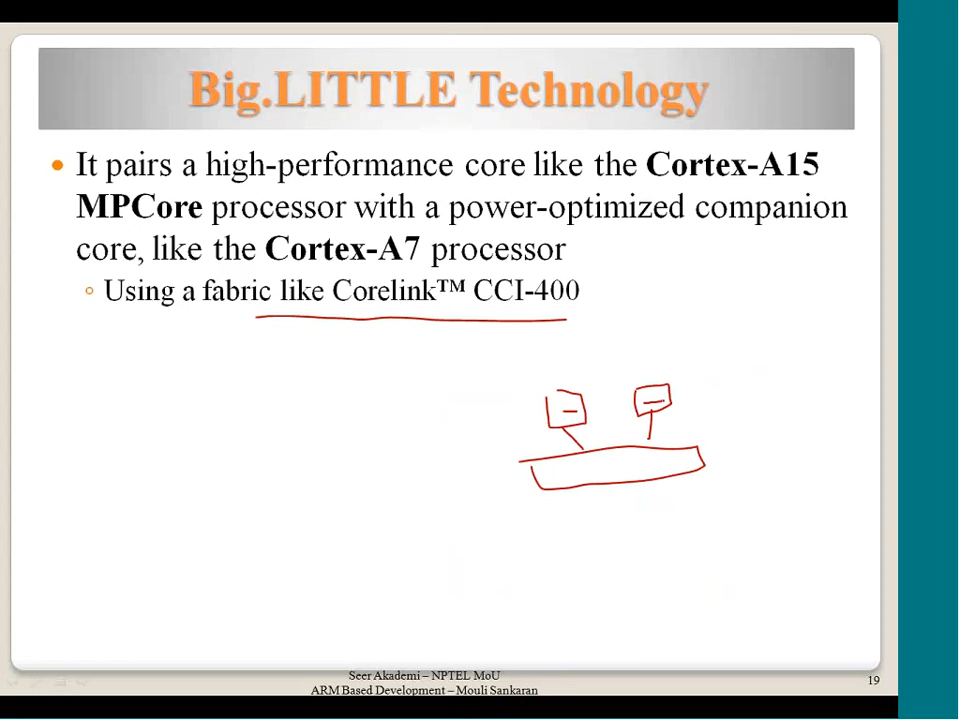 Big.LITTLE Technology
• It pairs a high-performance core like the Cortex-A15
MPCore processor with a power-optimized companion
core, like the Cortex-A7 processor
◦ Using a fabric like Corelink™ CCI-400
Seer Akademi – NPTEL MoU
ARM Based Development – Mouli Sankaran
19